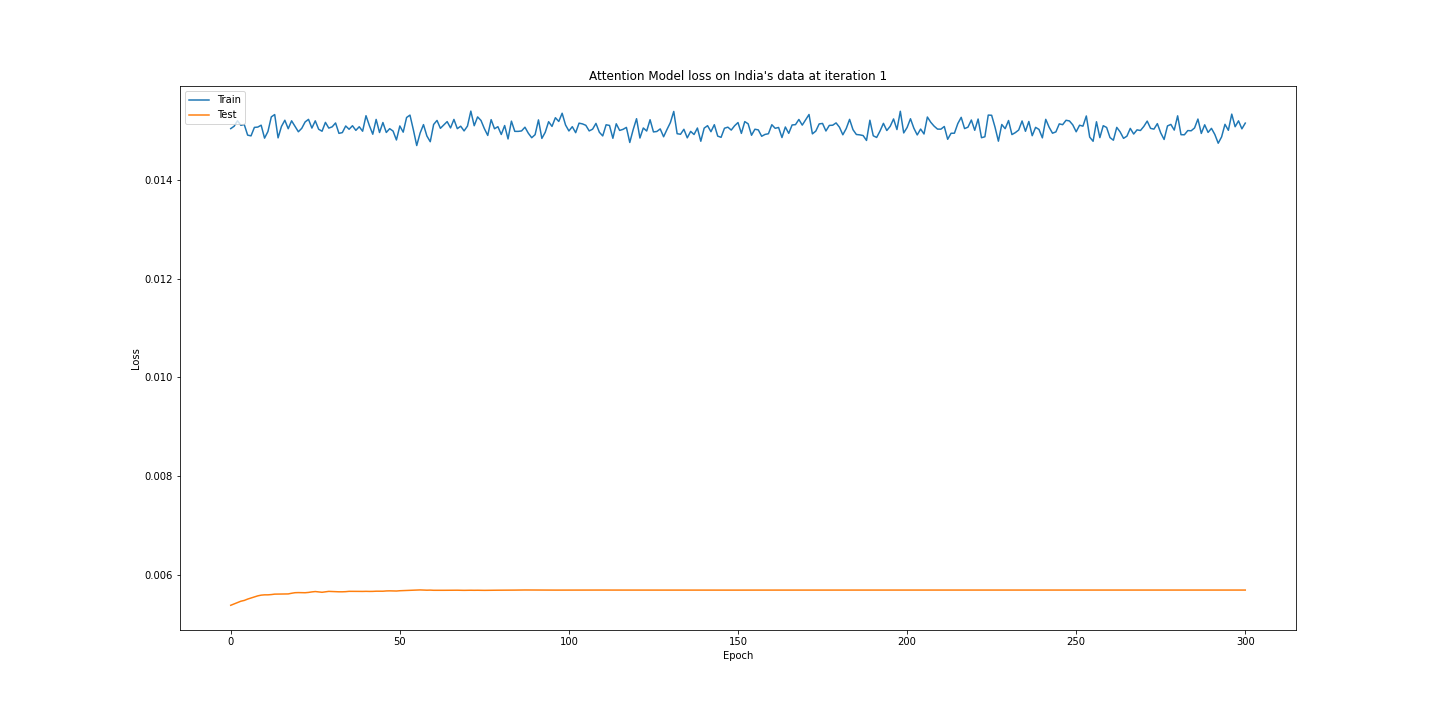 Attention Model loss on India's data at iteration 1
Train
Test
0.014
0.012
0.010
0.008
0.006
Loss
0 50 100 150 200 250 300
Epoch